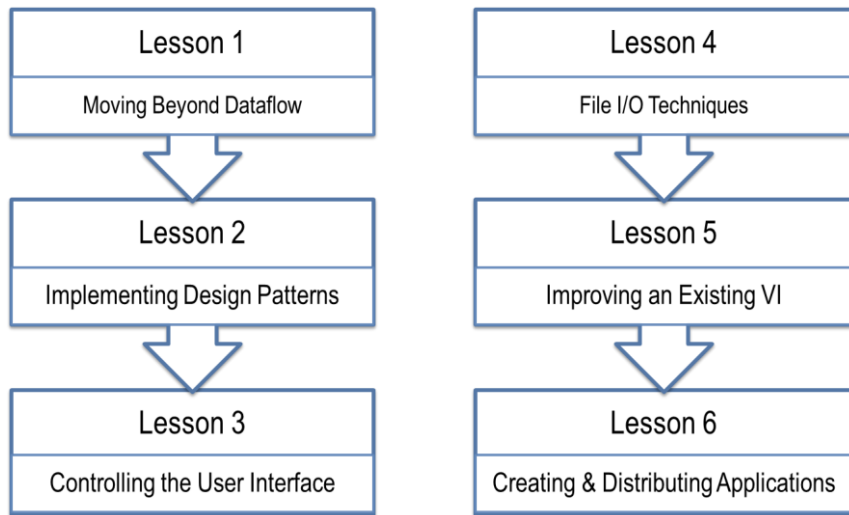 Lesson 1
Moving Beyond Dataflow
Lesson 2
Implementing Design Patterns
Lesson 3
Controlling the User Interface
Lesson 4
File I/O Techniques
Lesson 5
Improving an Existing VI
Lesson 6
Creating & Distributing Applications